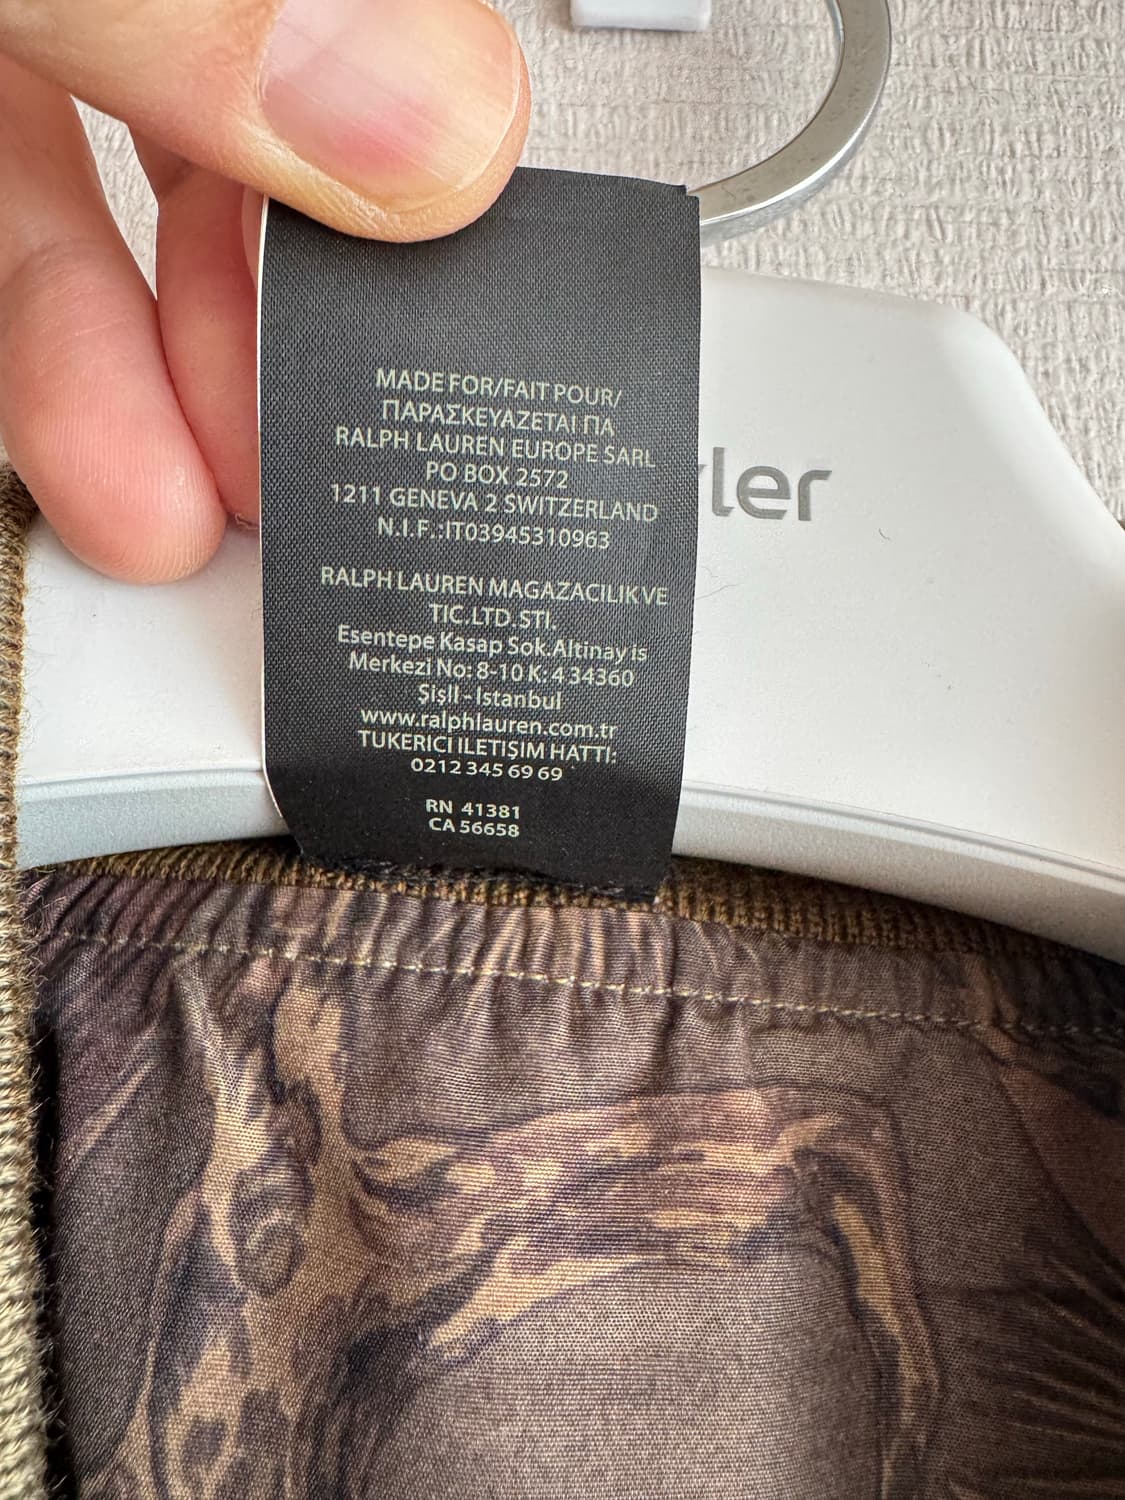 MADE FOR/FAIT POUR/
ΠΑΡΑΣΚΕΥΑΖΕΤΑΙ ΓΙΑ
RALPH LAUREN EUROPE SARL
PO BOX 2572
1211 GENEVA 2 SWITZERLAND
N.I.F.:IT03945310963
RALPH LAUREN MAGAZACILIK VE
TIC.LTD.STI.
Esentepe Kasap Sok.Altinay is
Merkezi No: 8-10 K: 4 34360
Şişlİ - Istanbul
www.ralphlauren.com.tr
TUKERICI ILETIŞIM HATTI:
0212 345 69 69
RN 41381
CA 56658